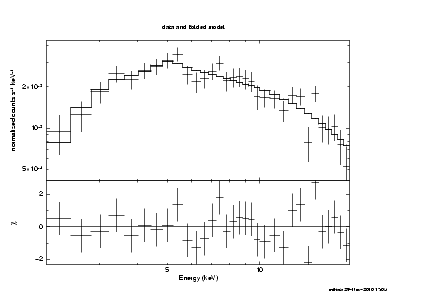 data and folded model
normalized counts s⁻¹ keV⁻¹
2×10⁻³
10⁻³
5×10⁻⁴
2
0
−2
χ
5
10
Energy (keV)